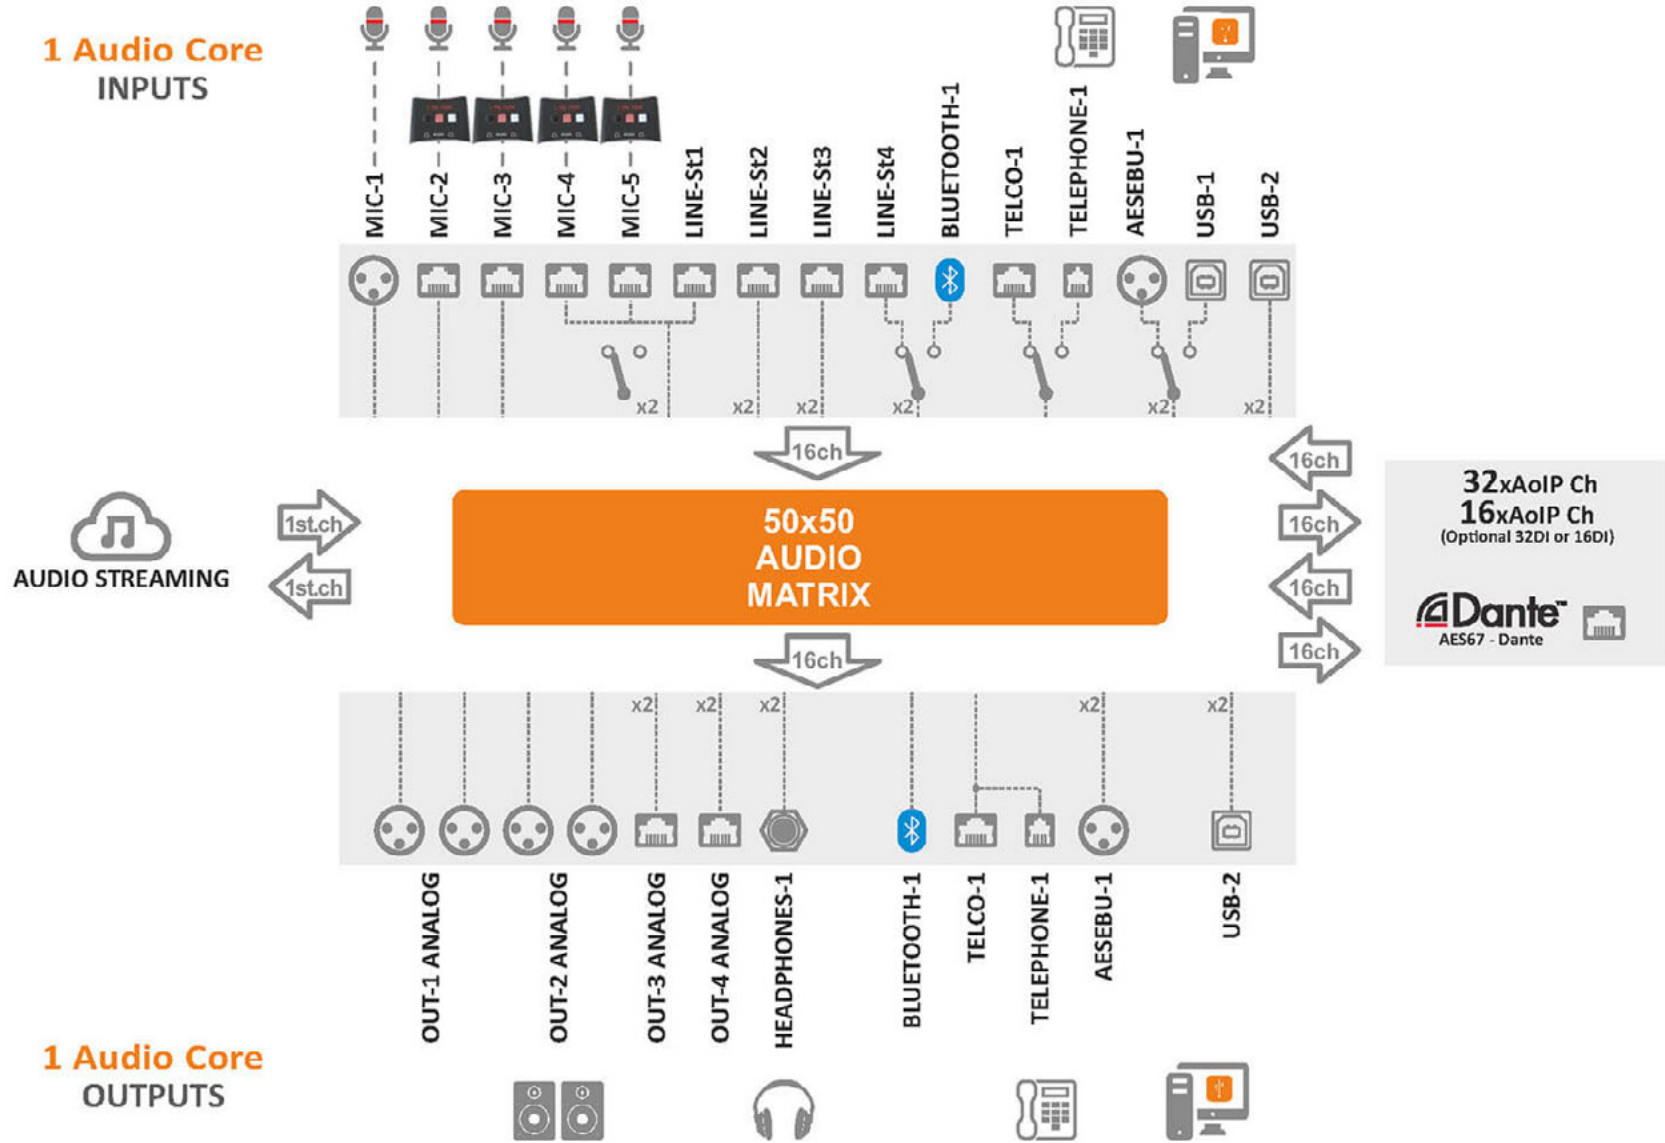 1 Audio Core
INPUTS
MIC-1
MIC-2
MIC-3
MIC-4
MIC-5
LINE-St1
LINE-St2
LINE-St3
LINE-St4
BLUETOOTH-1
TELCO-1
TELEPHONE-1
AESEBU-1
USB-1
USB-2
x2
x2
x2
x2
x2
x2
16ch
16ch
AUDIO STREAMING
1st.ch
1st.ch
50x50
AUDIO
MATRIX
16ch
16ch
16ch
32xAoIP Ch
16xAoIP Ch
(Optional 32DI or 16DI)
Dante™
AES67 - Dante
16ch
x2
x2
x2
x2
x2
OUT-1 ANALOG
OUT-2 ANALOG
OUT-3 ANALOG
OUT-4 ANALOG
HEADPHONES-1
BLUETOOTH-1
TELCO-1
TELEPHONE-1
AESEBU-1
USB-2
1 Audio Core
OUTPUTS